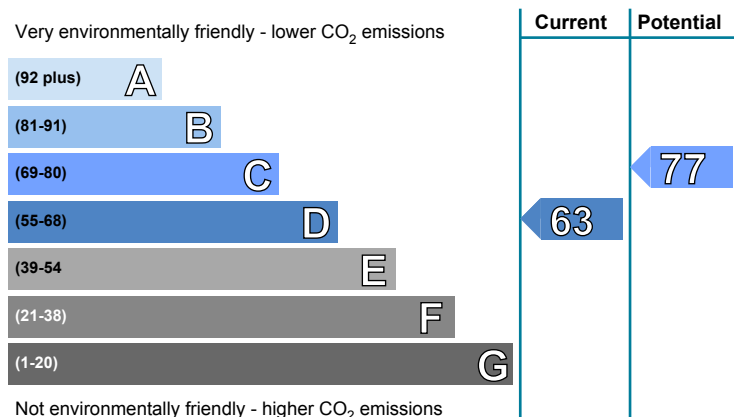 Current Potential
Very environmentally friendly - lower CO₂ emissions
(92 plus) A
(81-91) B
(69-80) C
77
(55-68) D
63
(39-54 E
(21-38) F
(1-20) G
Not environmentally friendly - higher CO₂ emissions